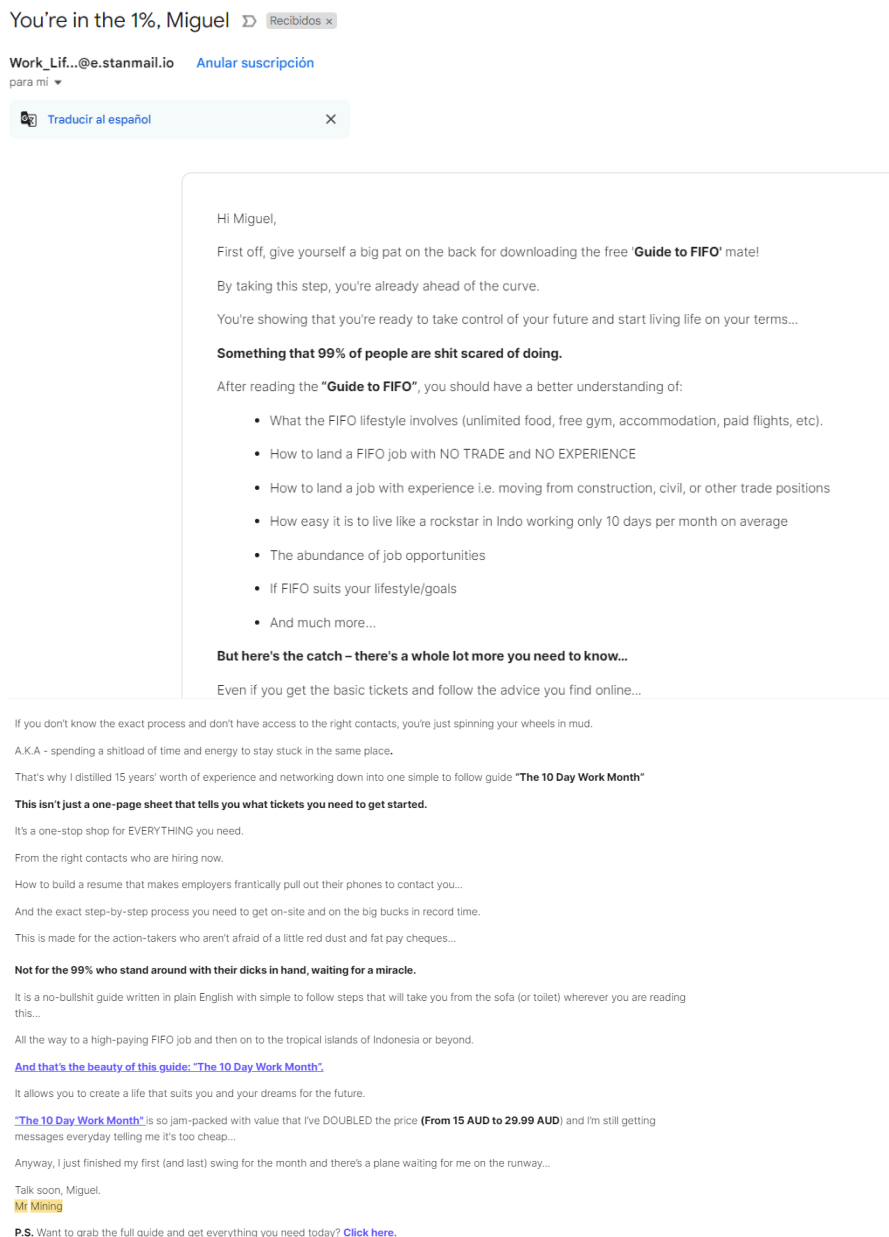 You're in the 1%, Miguel Recibidos ×
Work_Lif...@e.stanmail.io Anular suscripción
para mí
Traducir al español
Hi Miguel,
First off, give yourself a big pat on the back for downloading the free 'Guide to FIFO' mate!
By taking this step, you're already ahead of the curve.
You're showing that you're ready to take control of your future and start living life on your terms...
Something that 99% of people are shit scared of doing.
After reading the "Guide to FIFO", you should have a better understanding of:
• What the FIFO lifestyle involves (unlimited food, free gym, accommodation, paid flights, etc).
• How to land a FIFO job with NO TRADE and NO EXPERIENCE
• How to land a job with experience i.e. moving from construction, civil, or other trade positions
• How easy it is to live like a rockstar in Indo working only 10 days per month on average
• The abundance of job opportunities
• If FIFO suits your lifestyle/goals
• And much more...
But here's the catch – there's a whole lot more you need to know...
Even if you get the basic tickets and follow the advice you find online...
If you don't know the exact process and don't have access to the right contacts, you're just spinning your wheels in mud.
A.K.A - spending a shitload of time and energy to stay stuck in the same place.
That's why I distilled 15 years' worth of experience and networking down into one simple to follow guide "The 10 Day Work Month"
This isn't just a one-page sheet that tells you what tickets you need to get started.
It's a one-stop shop for EVERYTHING you need.
From the right contacts who are hiring now.
How to build a resume that makes employers frantically pull out their phones to contact you...
And the exact step-by-step process you need to get on-site and on the big bucks in record time.
This is made for the action-takers who aren't afraid of a little red dust and fat pay cheques...
Not for the 99% who stand around with their dicks in hand, waiting for a miracle.
It is a no-bullshit guide written in plain English with simple to follow steps that will take you from the sofa (or toilet) wherever you are reading
this...
All the way to a high-paying FIFO job and then on to the tropical islands of Indonesia or beyond.
And that's the beauty of this guide: "The 10 Day Work Month".
It allows you to create a life that suits you and your dreams for the future.
"The 10 Day Work Month" is so jam-packed with value that I've DOUBLED the price (From 15 AUD to 29.99 AUD) and I'm still getting
messages everyday telling me it's too cheap...
Anyway, I just finished my first (and last) swing for the month and there's a plane waiting for me on the runway...
Talk soon, Miguel.
Mr Mining
P.S. Want to grab the full guide and get everything you need today? Click here.